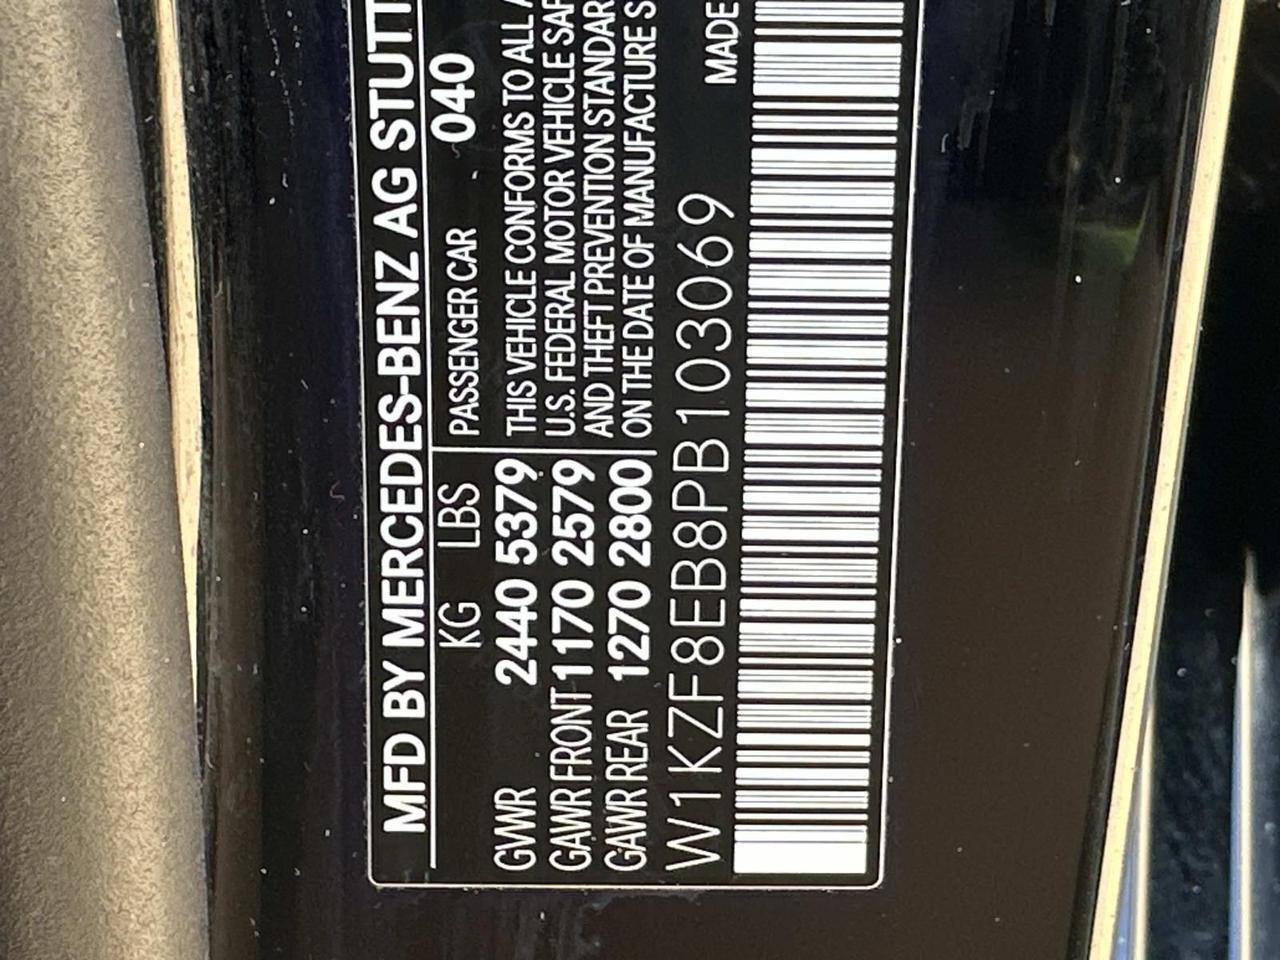 MFD BY MERCEDES-BENZ AG STUTT
KG LBS PASSENGER CAR 040
GVWR 2440 5379 THIS VEHICLE CONFORMS TO ALL A
GAWR FRONT 1170 2579 U.S. FEDERAL MOTOR VEHICLE SAF
AND THEFT PREVENTION STANDAR
GAWR REAR 1270 2800 ON THE DATE OF MANUFACTURE S
W1KZF8EB8PB103069 MADE